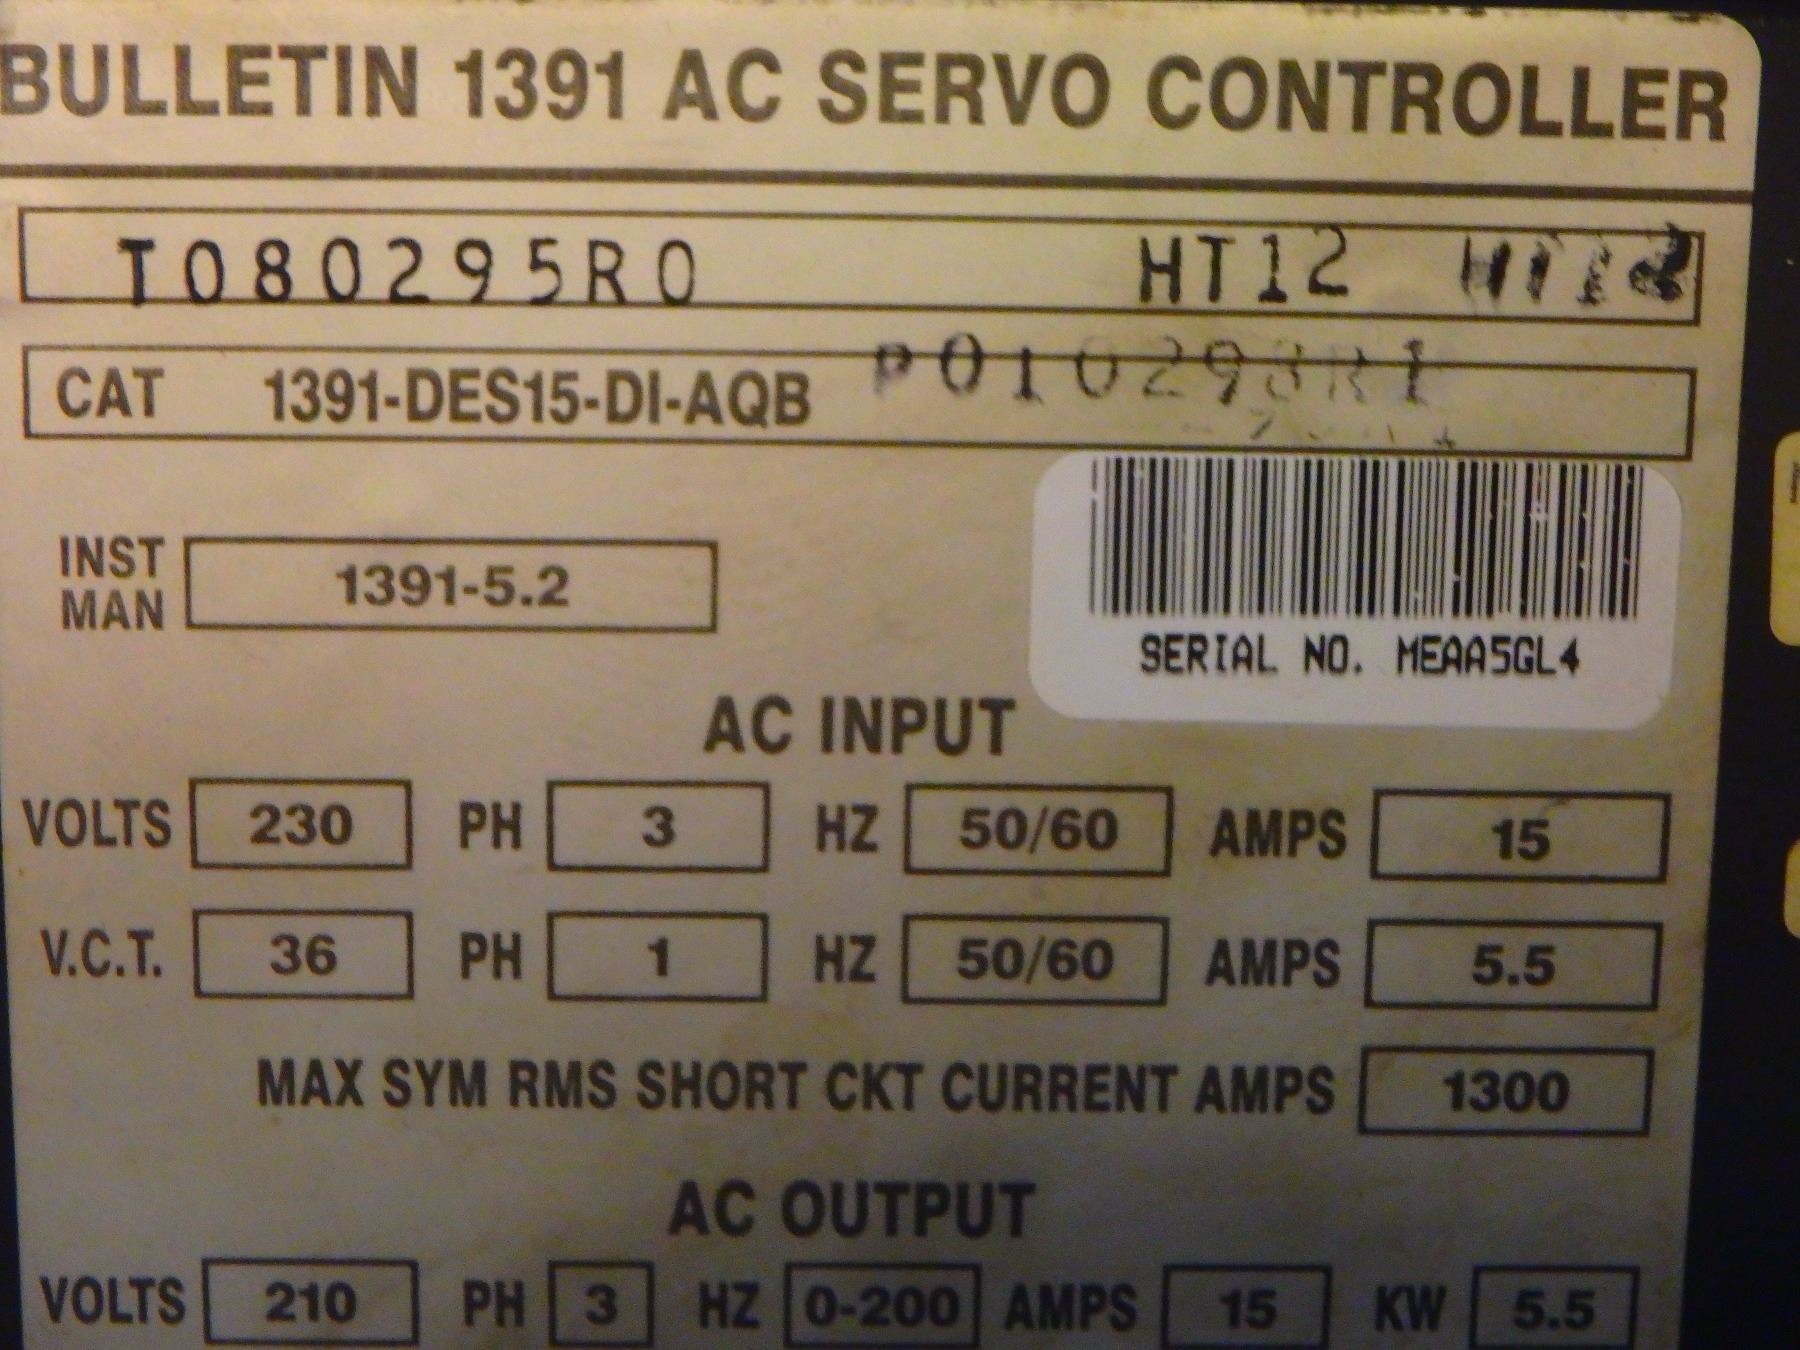 BULLETIN 1391 AC SERVO CONTROLLER
T080295R0 HT12
CAT 1391-DES15-DI-AQB P010293R1
INST MAN 1391-5.2
SERIAL NO. MEAA5GL4
AC INPUT
VOLTS 230 PH 3 HZ 50/60 AMPS 15
V.C.T. 36 PH 1 HZ 50/60 AMPS 5.5
MAX SYM RMS SHORT CKT CURRENT AMPS 1300
AC OUTPUT
VOLTS 210 PH 3 HZ 0-200 AMPS 15 KW 5.5